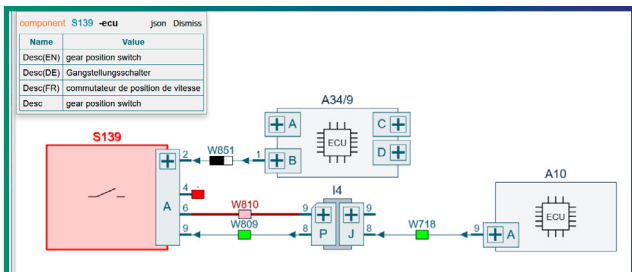 component S139 -ecu json Dismiss
Name Value
Desc(EN) gear position switch
Desc(DE) Gangstellungsschalter
Desc(FR) commutateur de position de vitesse
Desc gear position switch
A34/9
A C
ECU
B D
S139
2 W851 1
A10
4
I4
A 6 W810 9 9
ECU
P J
9 W809 8 8 W718 9 A